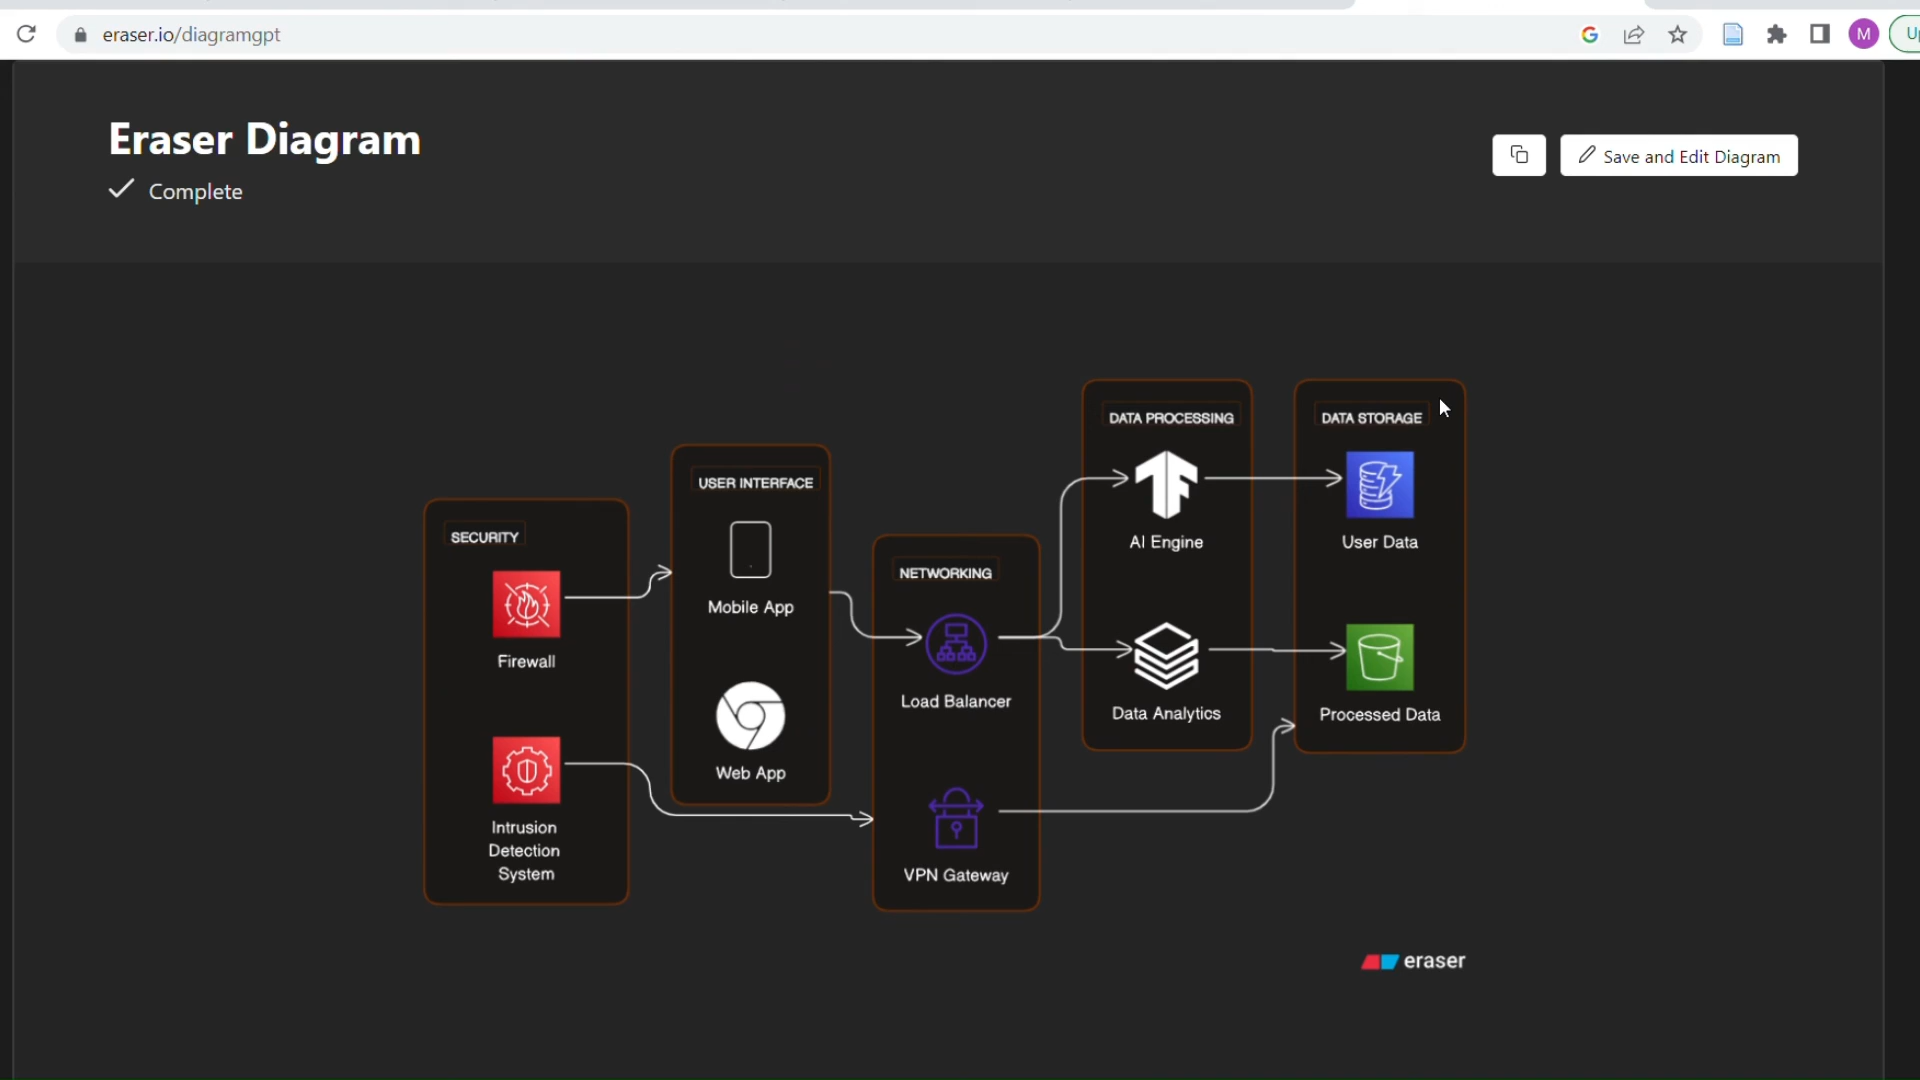 eraser.io/diagramgpt
M
Eraser Diagram
Complete
Save and Edit Diagram
SECURITY
Firewall
Intrusion
Detection
System
USER INTERFACE
Mobile App
Web App
NETWORKING
Load Balancer
VPN Gateway
DATA PROCESSING
AI Engine
Data Analytics
DATA STORAGE
User Data
Processed Data
eraser